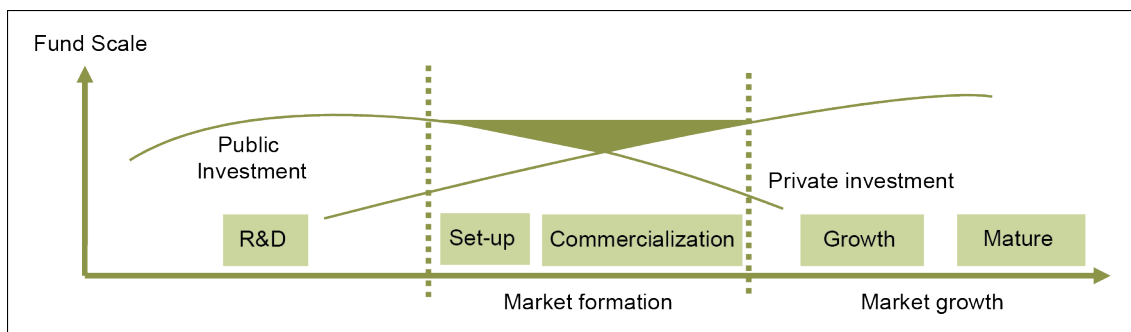 Fund Scale
Public
Investment
Private investment
R&D
Set-up
Commercialization
Growth
Mature
Market formation
Market growth